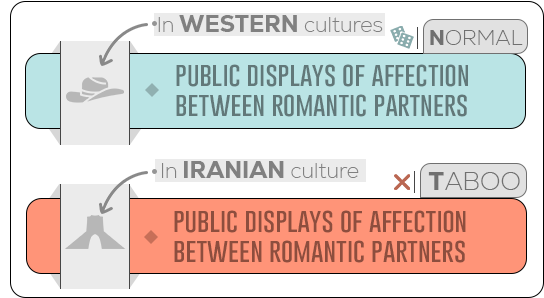 In WESTERN cultures
NORMAL
PUBLIC DISPLAYS OF AFFECTION
BETWEEN ROMANTIC PARTNERS
In IRANIAN culture
TABOO
PUBLIC DISPLAYS OF AFFECTION
BETWEEN ROMANTIC PARTNERS